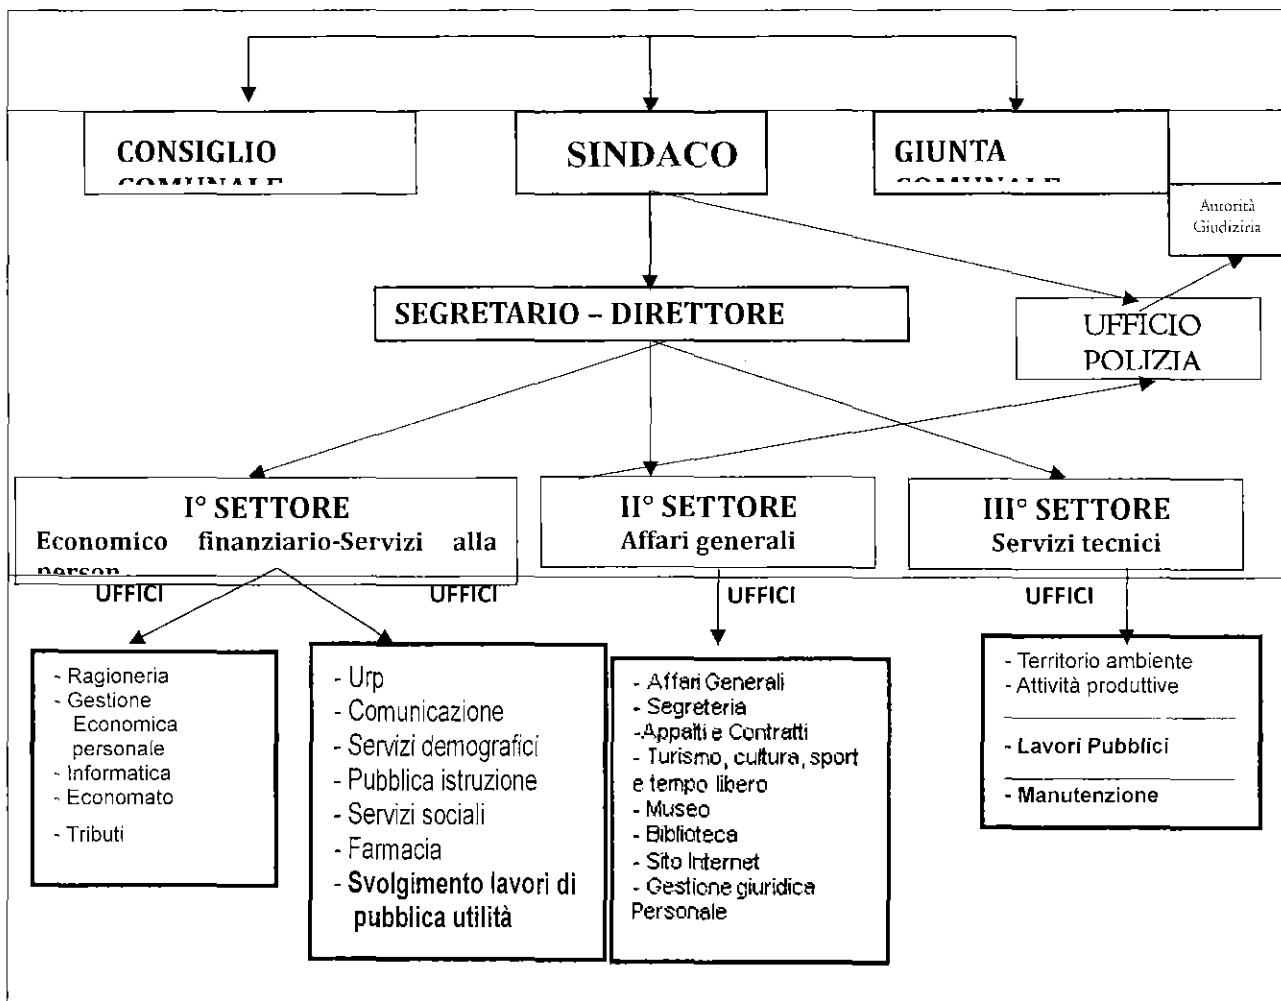 CONSIGLIO
COMUNALE
SINDACO
GIUNTA
COMUNALE
Autorità
Giudiziria
SEGRETARIO – DIRETTORE
UFFICIO
POLIZIA
I° SETTORE
Economico finanziario-Servizi alla
person
II° SETTORE
Affari generali
III° SETTORE
Servizi tecnici
UFFICI
UFFICI
UFFICI
UFFICI
- Ragioneria
- Gestione
Economica
personale
- Informatica
- Economato
- Tributi
- Urp
- Comunicazione
- Servizi demografici
- Pubblica istruzione
- Servizi sociali
- Farmacia
- Svolgimento lavori di
pubblica utilità
- Affari Generali
- Segreteria
-Appalti e Contratti
- Turismo, cultura, sport
e tempo libero
- Museo
- Biblioteca
- Sito Internet
- Gestione giuridica
Personale
- Territorio ambiente
- Attività produttive
- Lavori Pubblici
- Manutenzione